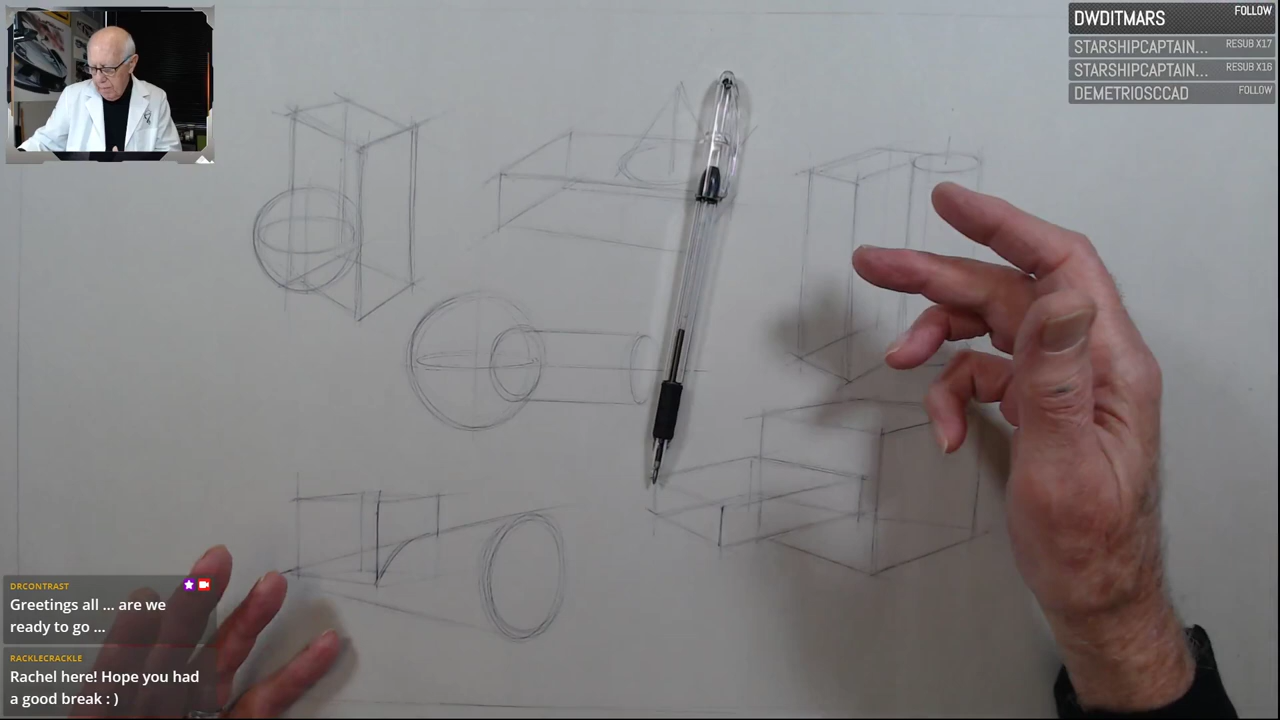 DWDITMARS
FOLLOW
STARSHIPCAPTAIN...
RESUB X17
STARSHIPCAPTAIN...
RESUB X16
DEMETRIOSCCAD
FOLLOW
DRCONTRAST
Greetings all ... are we
ready to go ...
RACKLECRACKLE
Rachel here! Hope you had
a good break : )